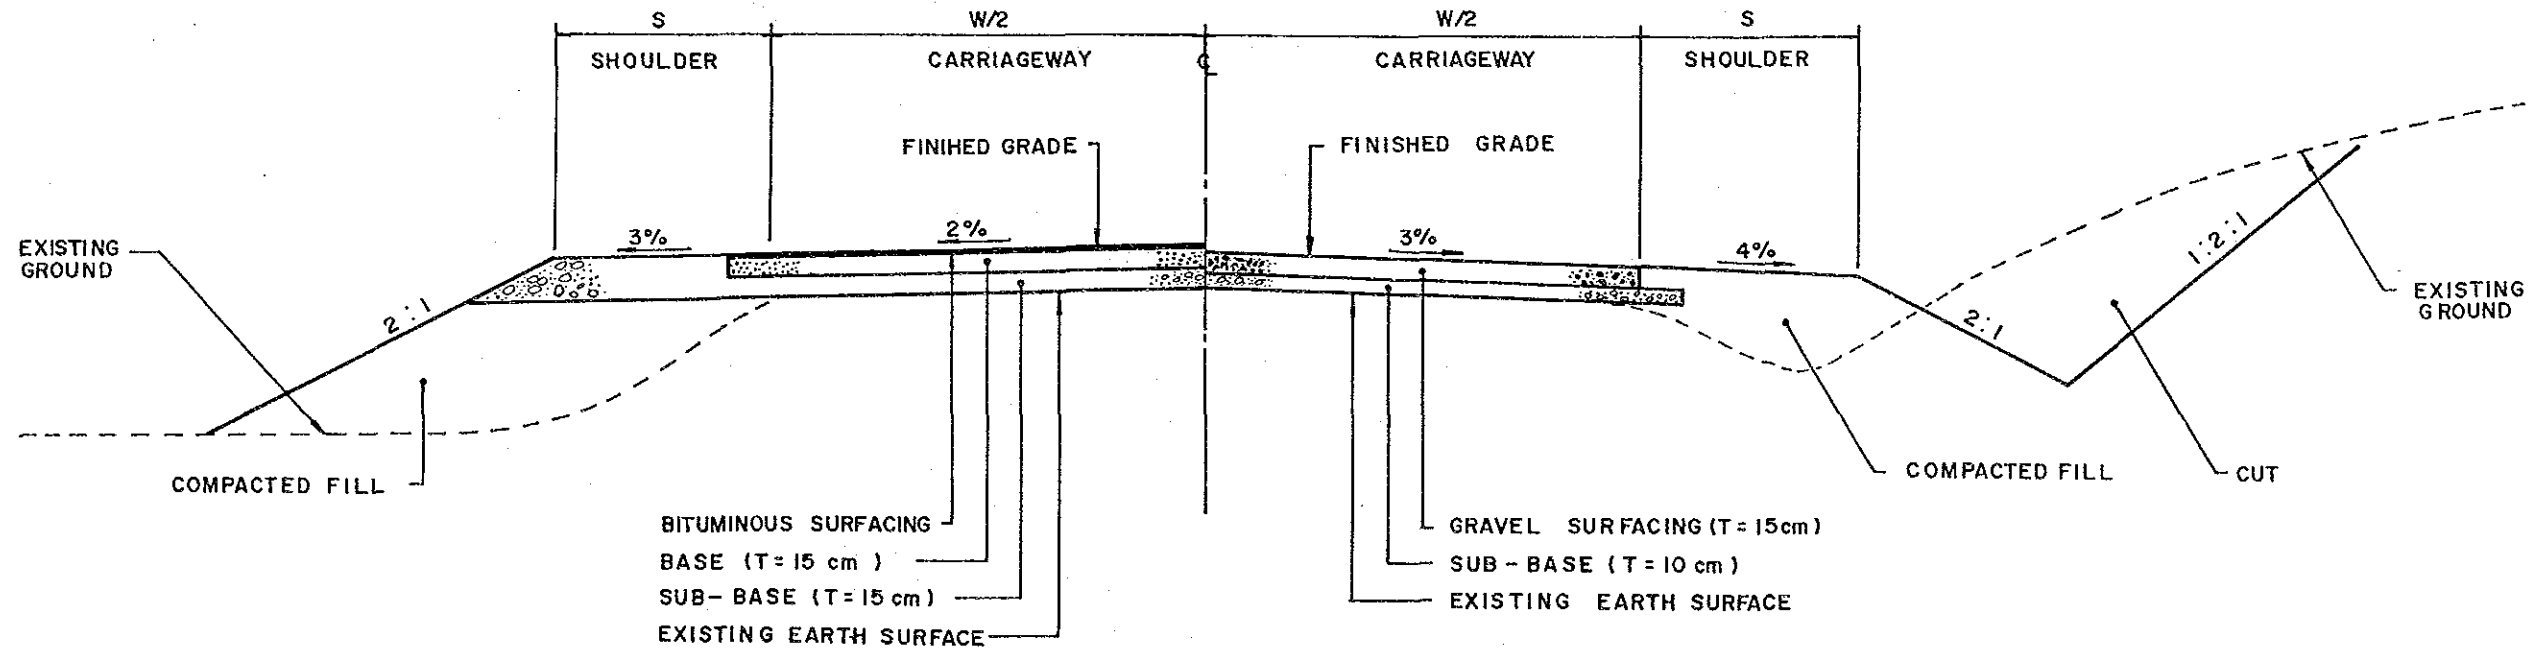 S W/2 W/2 S
SHOULDER CARRIAGEWAY ℄ CARRIAGEWAY SHOULDER
FINIHED GRADE FINISHED GRADE
3% 2% 3% 4%
EXISTING
GROUND
2:1
2:1
1:2:1
EXISTING
GROUND
COMPACTED FILL
COMPACTED FILL
CUT
BITUMINOUS SURFACING
BASE (T=15 cm )
SUB-BASE (T=15 cm)
EXISTING EARTH SURFACE
GRAVEL SURFACING (T=15cm)
SUB-BASE (T=10 cm)
EXISTING EARTH SURFACE